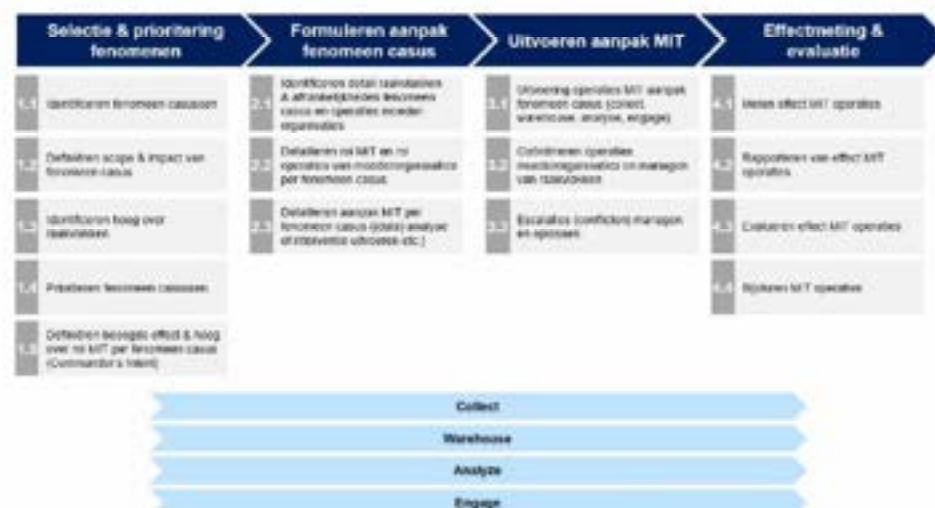 Selectie & prioritering
fenomenen
Formuleren aanpak
fenomeen casus
Uitvoeren aanpak MIT
Effectmeting &
evaluatie
1.1 Identificeren fenomeen casussen
1.2 Definiëren scope & impact van
fenomeen casus
1.3 Identificeren hoog over
raakvlakken
1.4 Prioriteren fenomeen casussen
1.5 Definiëren beoogde effect & hoog
over rol MIT per fenomeen casus
(Commander's Intent)
2.1 Identificeren detail raakvlakken
& afhankelijkheden fenomeen
casus en operaties moeder-
organisaties
2.2 Detailleren rol MIT en rol
operatics van moederorganisatics
per fenomeen casus
2.3 Detailleren aanpak MIT per
fenomeen casus (data) analyse
of interventie uitvoeren etc.)
3.1 Uitvoering operaties MIT aanpak
fenomeen casus (collect,
warehouse, analyse, engage)
3.2 Coördineren operaties
moederorganisatics en managen
van raakvlakken
3.3 Escalaties (conflicten) managen
en oplossen
4.1 Meten effect MIT operaties
4.2 Rapporteren van effect MIT
operaties
4.3 Evalueren effect MIT operaties
4.4 Bijsturen MIT operaties
Collect
Warehouse
Analyze
Engage